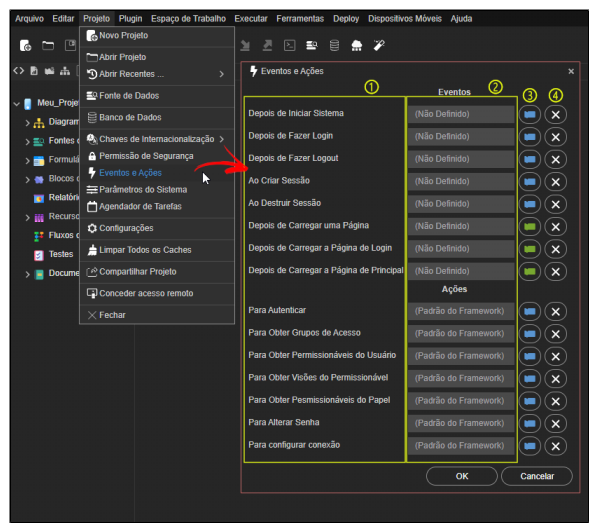 Arquivo Editar Projeto Plugin Espaço de Trabalho Executar Ferramentas Deploy Dispositivos Móveis Ajuda
Novo Projeto
Abrir Projeto
Abrir Recentes ...
Fonte de Dados
Banco de Dados
Chaves de Internacionalização
Permissão de Segurança
Eventos e Ações
Parâmetros do Sistema
Agendador de Tarefas
Configurações
Limpar Todos os Caches
Compartilhar Projeto
Conceder acesso remoto
Fechar
Meu_Proje
Diagram
Fontes d
Formulá
Blocos d
Relatóri
Recurso
Fluxos d
Testes
Docume
Eventos e Ações
1 2 3 4
Eventos
Depois de Iniciar Sistema (Não Definido)
Depois de Fazer Login (Não Definido)
Depois de Fazer Logout (Não Definido)
Ao Criar Sessão (Não Definido)
Ao Destruir Sessão (Não Definido)
Depois de Carregar uma Página (Não Definido)
Depois de Carregar a Página de Login (Não Definido)
Depois de Carregar a Página de Principal (Não Definido)
Ações
Para Autenticar (Padrão do Framework)
Para Obter Grupos de Acesso (Padrão do Framework)
Para Obter Permissionáveis do Usuário (Padrão do Framework)
Para Obter Visões do Permissionável (Padrão do Framework)
Para Obter Pesmissionáveis do Papel (Padrão do Framework)
Para Alterar Senha (Padrão do Framework)
Para configurar conexão (Padrão do Framework)
OK Cancelar